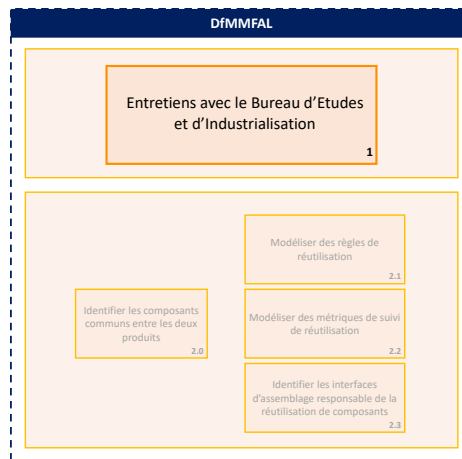 DfMMFAL
Entretiens avec le Bureau d'Etudes
et d'Industrialisation
1
Modéliser des règles de
réutilisation
2.1
Identifier les composants
communs entre les deux
produits
2.0
Modéliser des métriques de suivi
de réutilisation
2.2
Identifier les interfaces
d'assemblage responsable de la
réutilisation de composants
2.3